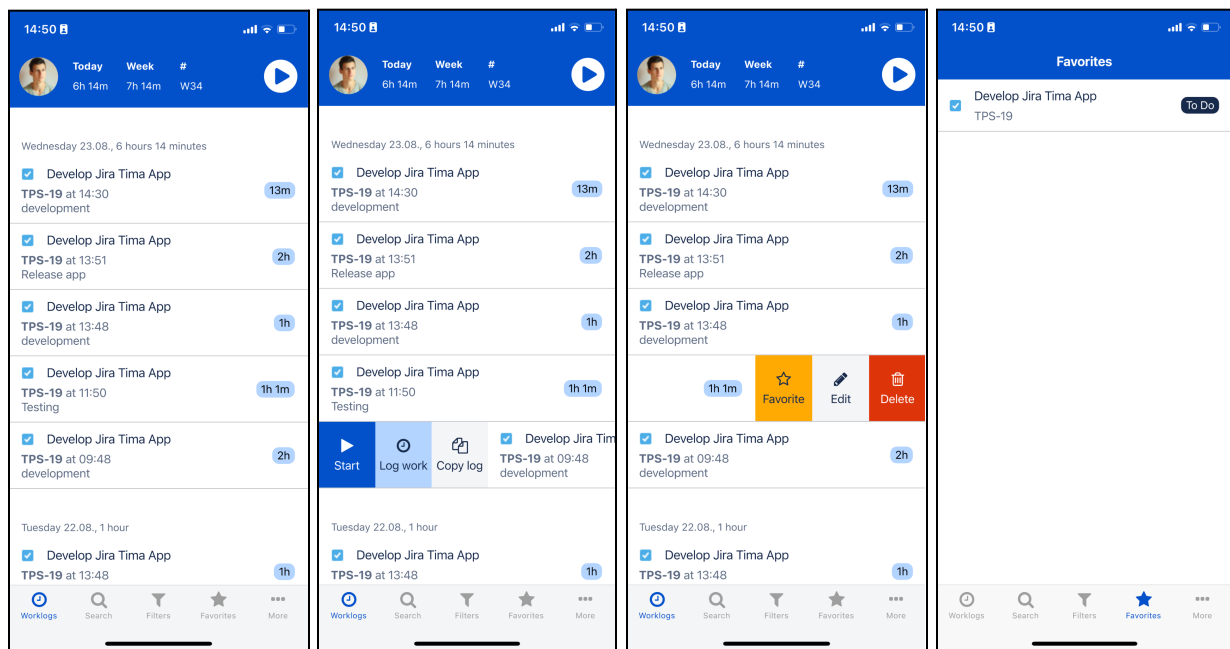 14:50
Today Week #
6h 14m 7h 14m W34
Wednesday 23.08., 6 hours 14 minutes
Develop Jira Tima App
TPS-19 at 14:30
13m
development
Develop Jira Tima App
TPS-19 at 13:51
2h
Release app
Develop Jira Tima App
TPS-19 at 13:48
1h
development
Develop Jira Tima App
TPS-19 at 11:50
1h 1m
Testing
Develop Jira Tima App
TPS-19 at 09:48
2h
development
Tuesday 22.08., 1 hour
Develop Jira Tima App
TPS-19 at 13:48
1h
Worklogs Search Filters Favorites More
14:50
Today Week #
6h 14m 7h 14m W34
Wednesday 23.08., 6 hours 14 minutes
Develop Jira Tima App
TPS-19 at 14:30
13m
development
Develop Jira Tima App
TPS-19 at 13:51
2h
Release app
Develop Jira Tima App
TPS-19 at 13:48
1h
development
Develop Jira Tima App
TPS-19 at 11:50
1h 1m
Testing
Start Log work Copy log
Develop Jira Tim
TPS-19 at 09:48
development
Tuesday 22.08., 1 hour
Develop Jira Tima App
TPS-19 at 13:48
1h
Worklogs Search Filters Favorites More
14:50
Today Week #
6h 14m 7h 14m W34
Wednesday 23.08., 6 hours 14 minutes
Develop Jira Tima App
TPS-19 at 14:30
13m
development
Develop Jira Tima App
TPS-19 at 13:51
2h
Release app
Develop Jira Tima App
TPS-19 at 13:48
1h
development
1h 1m
Favorite Edit Delete
Develop Jira Tima App
TPS-19 at 09:48
2h
development
Tuesday 22.08., 1 hour
Develop Jira Tima App
TPS-19 at 13:48
1h
Worklogs Search Filters Favorites More
14:50
Favorites
Develop Jira Tima App
TPS-19
To Do
Worklogs Search Filters Favorites More